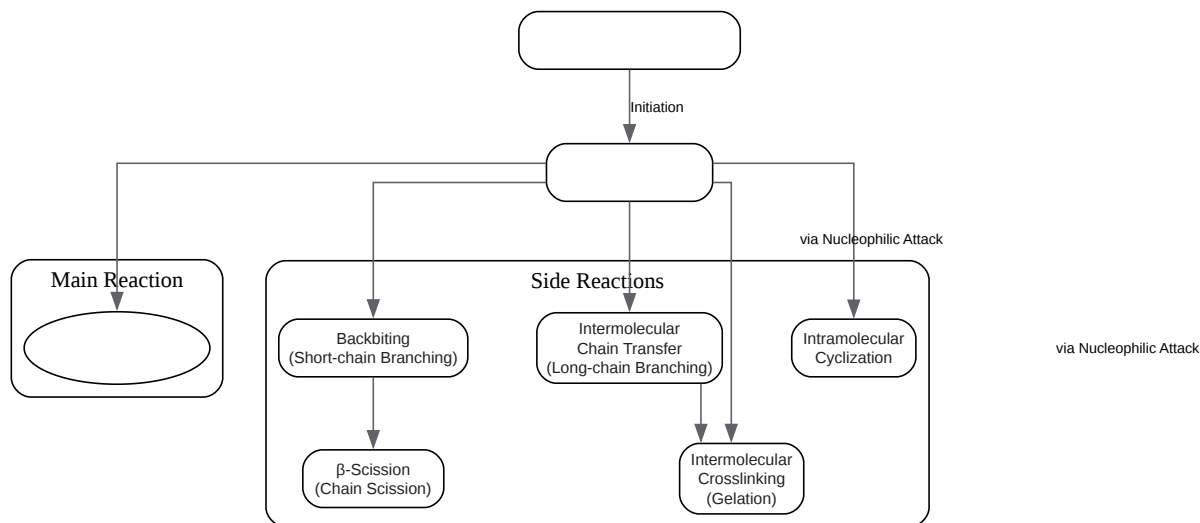 Initiation
via Nucleophilic Attack
Main Reaction
Side Reactions
Backbiting
(Short-chain Branching)
Intermolecular
Chain Transfer
(Long-chain Branching)
Intramolecular
Cyclization
via Nucleophilic Attack
β-Scission
(Chain Scission)
Intermolecular
Crosslinking
(Gelation)